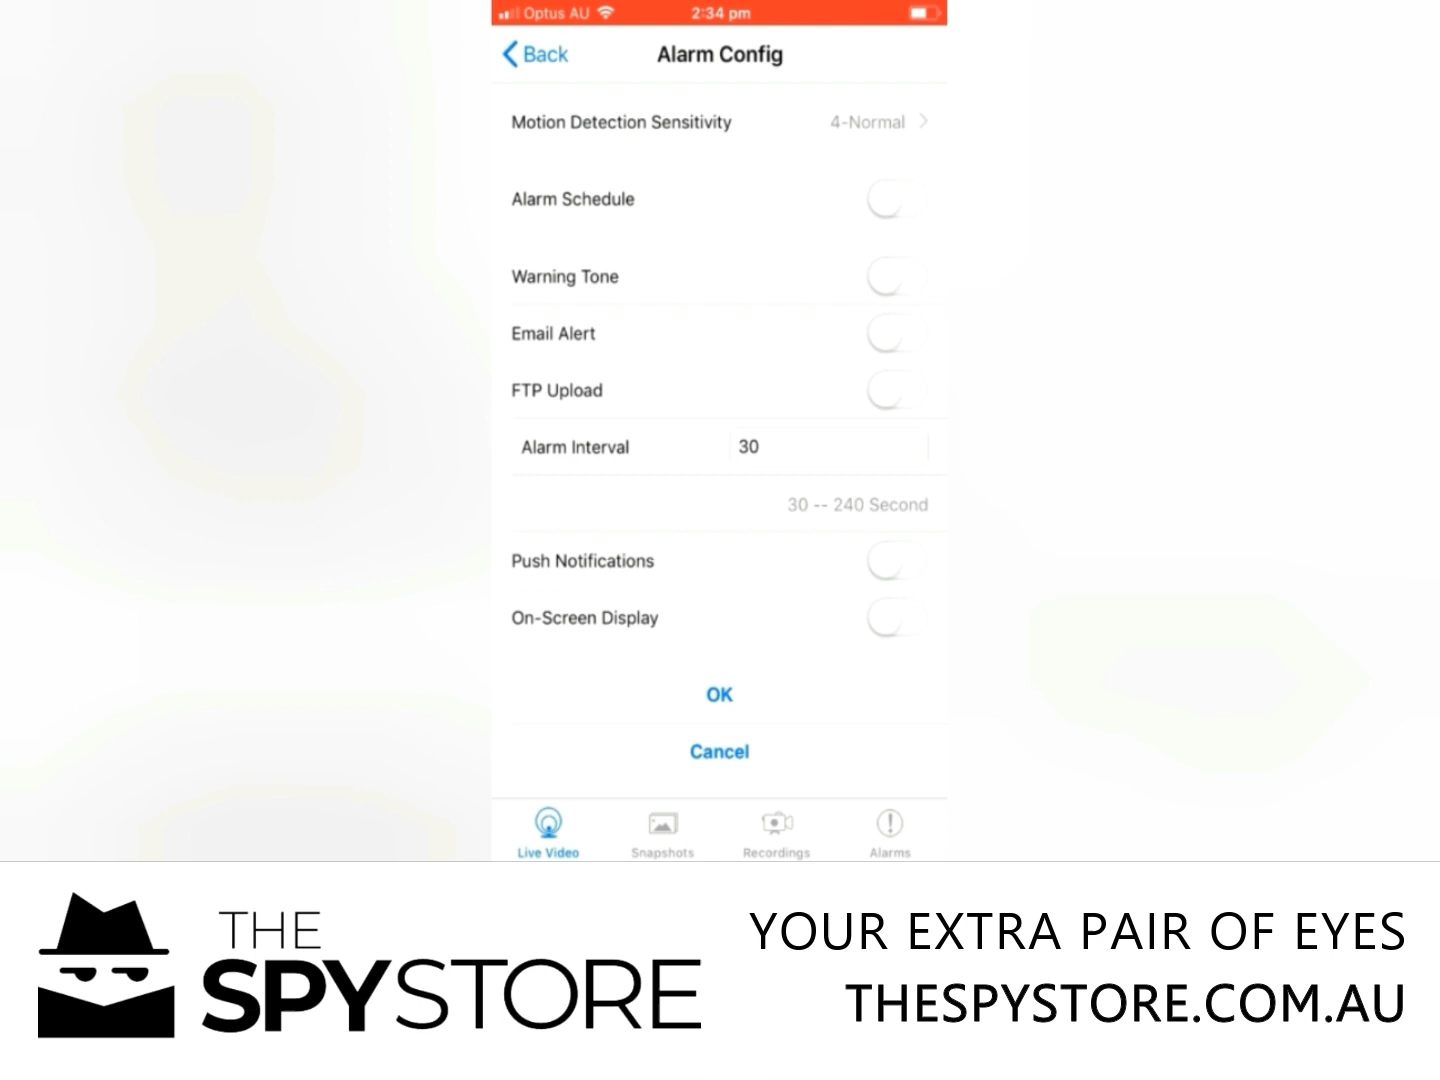 Optus AU 2:34 pm
Back Alarm Config
Motion Detection Sensitivity 4-Normal
Alarm Schedule
Warning Tone
Email Alert
FTP Upload
Alarm Interval 30
30 -- 240 Second
Push Notifications
On-Screen Display
OK
Cancel
Live Video Snapshots Recordings Alarms
THE
SPYSTORE
YOUR EXTRA PAIR OF EYES
THESPYSTORE.COM.AU